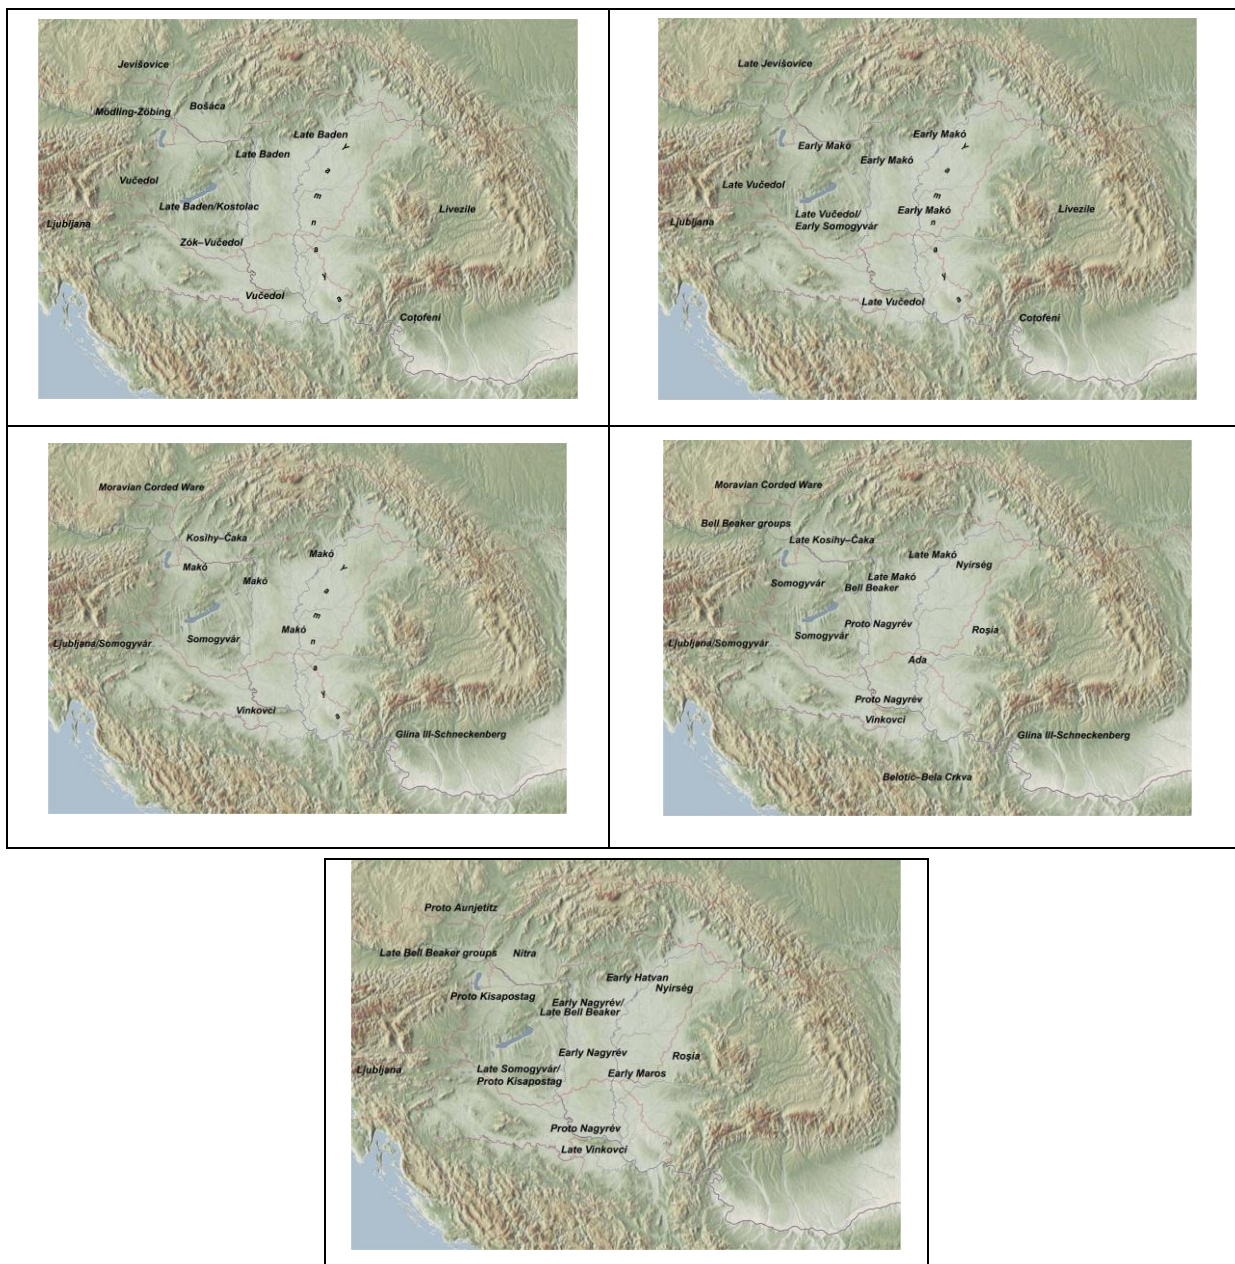 Jevišovice
Mödling-Zöbing
Bošáca
Late Baden
Late Baden
Y
a
m
n
a
y
a
Vučedol
Late Baden/Kostolac
Livezile
Ljubljana
Zók–Vučedol
Vučedol
Coţofeni
Late Jevišovice
Early Makó
Early Makó
Early Makó
Y
a
m
n
a
y
a
Late Vučedol
Late Vučedol/
Early Somogyvár
Early Makó
Livezile
Ljubljana
Late Vučedol
Coţofeni
Moravian Corded Ware
Kosihy–Čaka
Makó
Makó
Makó
Y
a
m
n
a
y
a
Makó
Ljubljana/Somogyvár
Somogyvár
Vinkovci
Glina III-Schneckenberg
Moravian Corded Ware
Bell Beaker groups
Late Kosihy–Čaka
Late Makó
Nyírség
Somogyvár
Late Makó
Bell Beaker
Proto Nagyrév
Somogyvár
Roşia
Ljubljana/Somogyvár
Ada
Proto Nagyrév
Vinkovci
Glina III-Schneckenberg
Belotić–Bela Crkva
Proto Aunjetitz
Late Bell Beaker groups
Nitra
Early Hatvan
Nyírség
Proto Kisapostag
Early Nagyrév/
Late Bell Beaker
Early Nagyrév
Roşia
Ljubljana
Late Somogyvár/
Proto Kisapostag
Early Maros
Proto Nagyrév
Late Vinkovci